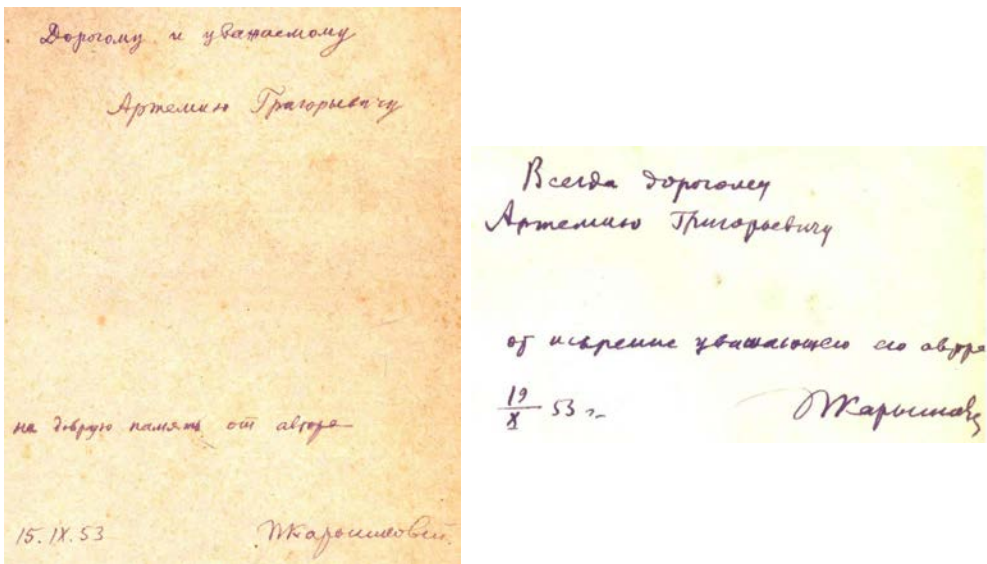 Дорогому и уважаемому
Артемию Григорьевичу
на добрую память от автора
15.IX.53
Всегда дорогому
Артемию Григорьевичу
от искренне уважающего его автора
19
X 53 г.